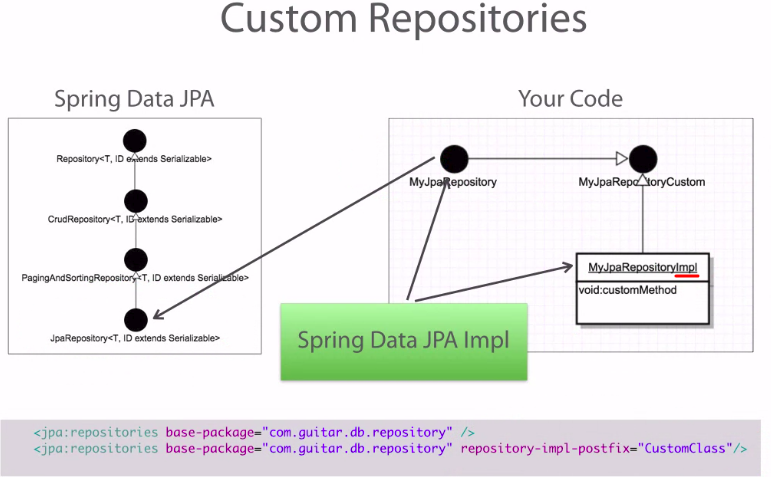 Custom Repositories
Spring Data JPA
Repository<T, ID extends Serializable>
CrudRepository<T, ID extends Serializable>
PagingAndSortingRepository<T, ID extends Serializable>
JpaRepository<T, ID extends Serializable>
Your Code
MyJpaRepository
MyJpaRepositoryCustom
MyJpaRepositoryImpl
void:customMethod
Spring Data JPA Impl
<jpa:repositories base-package="com.guitar.db.repository" />
<jpa:repositories base-package="com.guitar.db.repository" repository-impl-postfix="CustomClass"/>